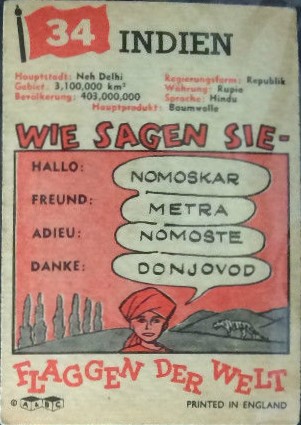 34 INDIEN
Hauptstadt: Neh Delhi
Gebiet: 3,100,000 km²
Bevölkerung: 403,000,000
Regierungsform: Republik
Währung: Rupie
Sprache: Hindu
Hauptprodukt: Baumwolle
WIE SAGEN SIE-
HALLO: NOMOSKAR
FREUND: METRA
ADIEU: NOMOSTE
DANKE: DONJOVOD
FLAGGEN DER WELT
© A&BC PRINTED IN ENGLAND